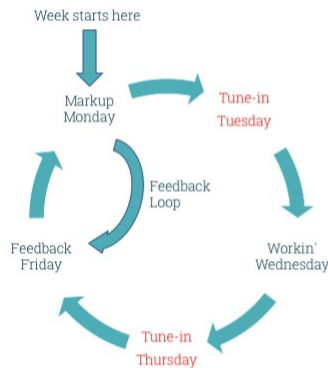 Week starts here
Markup
Monday
Tune-in
Tuesday
Feedback
Loop
Workin'
Wednesday
Tune-in
Thursday
Feedback
Friday